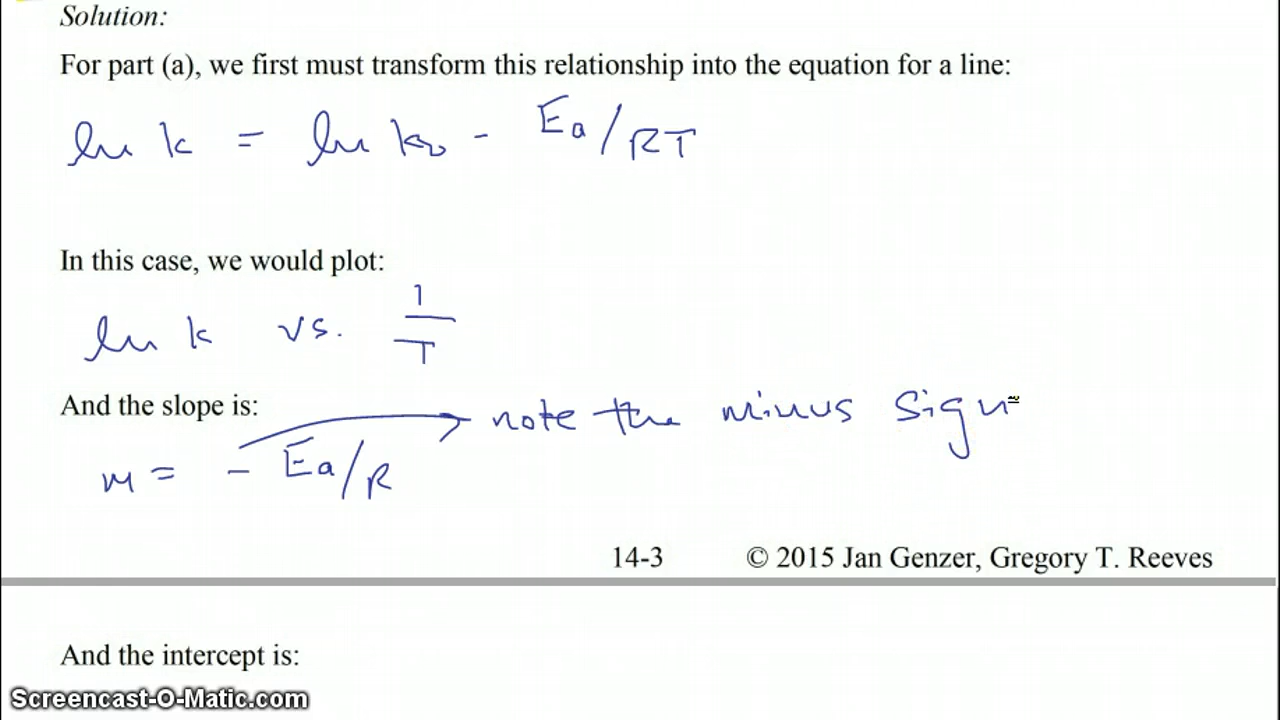 Solution:
For part (a), we first must transform this relationship into the equation for a line:
ln k = ln k₀ - Ea/RT
In this case, we would plot:
ln k vs. 1/T
And the slope is:
note the minus sign
m = - Ea/R
14-3 © 2015 Jan Genzer, Gregory T. Reeves
And the intercept is:
Screencast-O-Matic.com